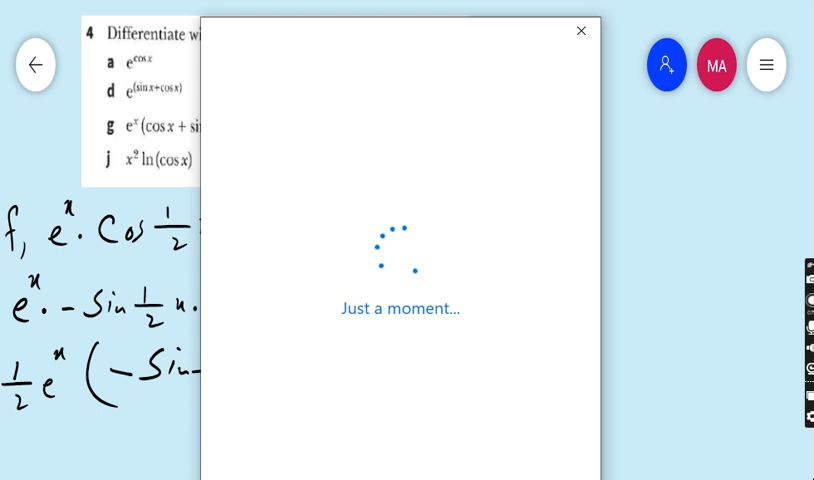 4 Differentiate wi
a e^cos x
MA
d e^(sin x+cos x)
g e^x (cos x + si
j x² ln (cos x)
f, e^x . Cos 1/2
e^x . - Sin 1/2 x .
1/2 e^x ( - Sin
Just a moment...